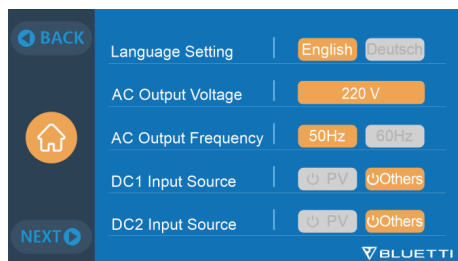 BACK
Language Setting English Deutsch
AC Output Voltage 220 V
AC Output Frequency 50Hz 60Hz
DC1 Input Source PV Others
DC2 Input Source PV Others
NEXT
BLUETTI